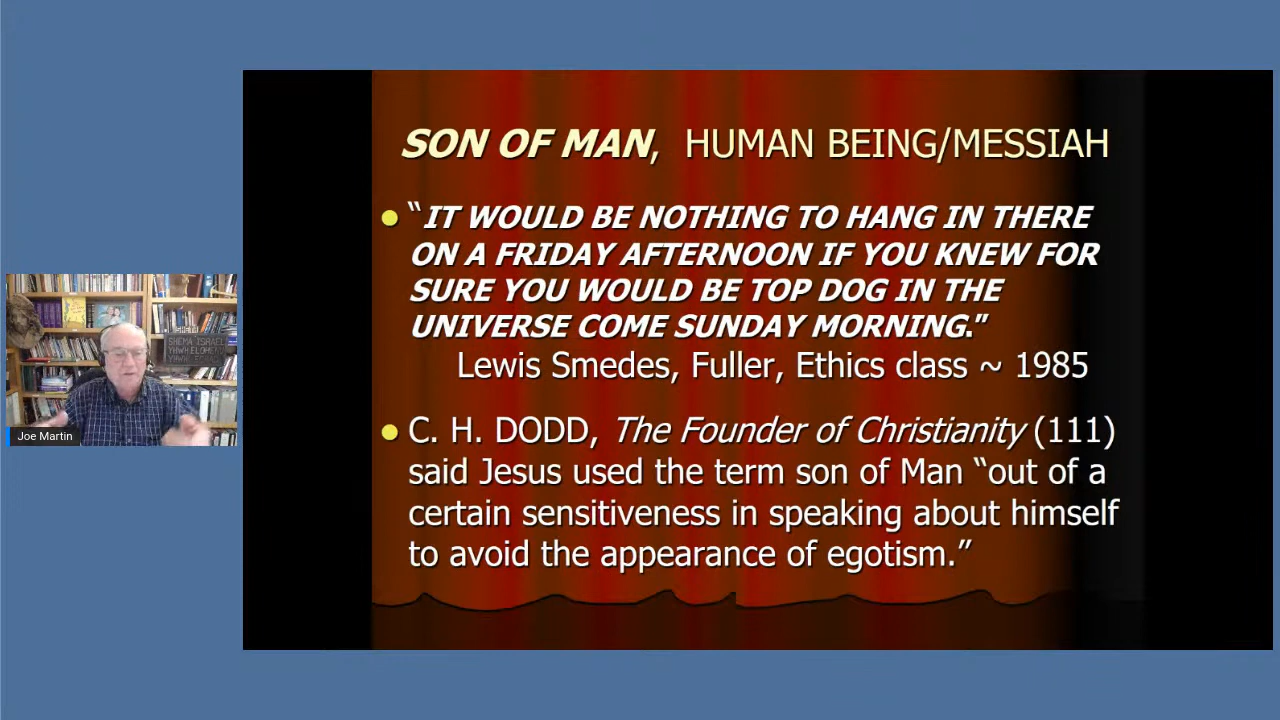 SON OF MAN, HUMAN BEING/MESSIAH
“IT WOULD BE NOTHING TO HANG IN THERE
ON A FRIDAY AFTERNOON IF YOU KNEW FOR
SURE YOU WOULD BE TOP DOG IN THE
UNIVERSE COME SUNDAY MORNING.”
Lewis Smedes, Fuller, Ethics class ~ 1985
C. H. DODD, The Founder of Christianity (111)
said Jesus used the term son of Man “out of a
certain sensitiveness in speaking about himself
to avoid the appearance of egotism.”
SHEMA ISRAEL
Joe Martin